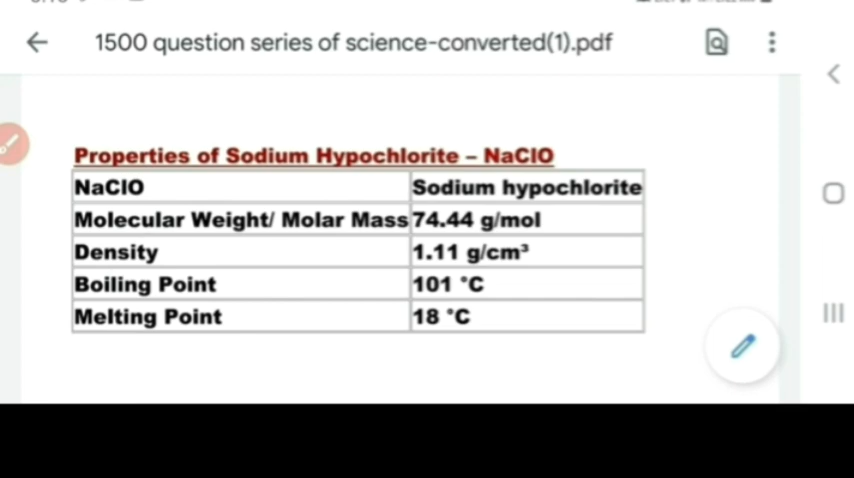 1500 question series of science-converted(1).pdf
Properties of Sodium Hypochlorite – NaClO
NaClO Sodium hypochlorite
Molecular Weight/ Molar Mass 74.44 g/mol
Density 1.11 g/cm³
Boiling Point 101 °C
Melting Point 18 °C